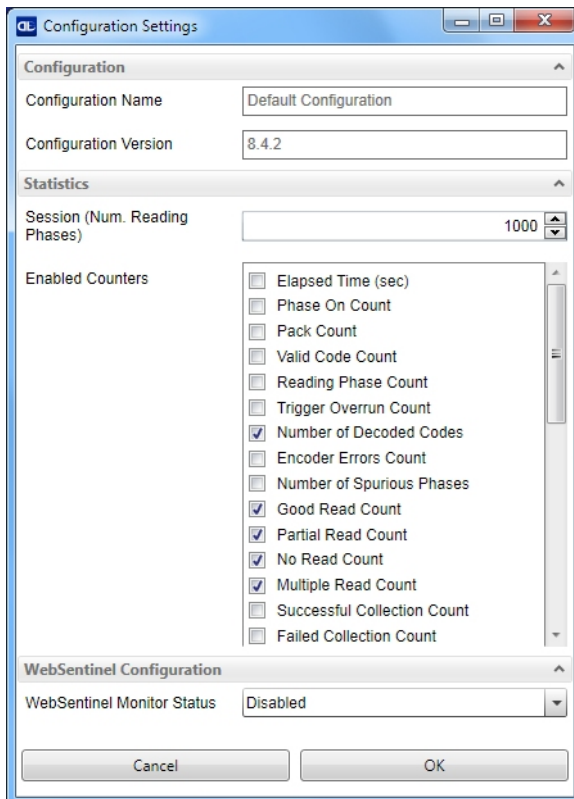 Configuration Settings
Configuration
Configuration Name
Default Configuration
Configuration Version
8.4.2
Statistics
Session (Num. Reading
Phases)
1000
Enabled Counters
Elapsed Time (sec)
Phase On Count
Pack Count
Valid Code Count
Reading Phase Count
Trigger Overrun Count
Number of Decoded Codes
Encoder Errors Count
Number of Spurious Phases
Good Read Count
Partial Read Count
No Read Count
Multiple Read Count
Successful Collection Count
Failed Collection Count
WebSentinel Configuration
WebSentinel Monitor Status
Disabled
Cancel
OK